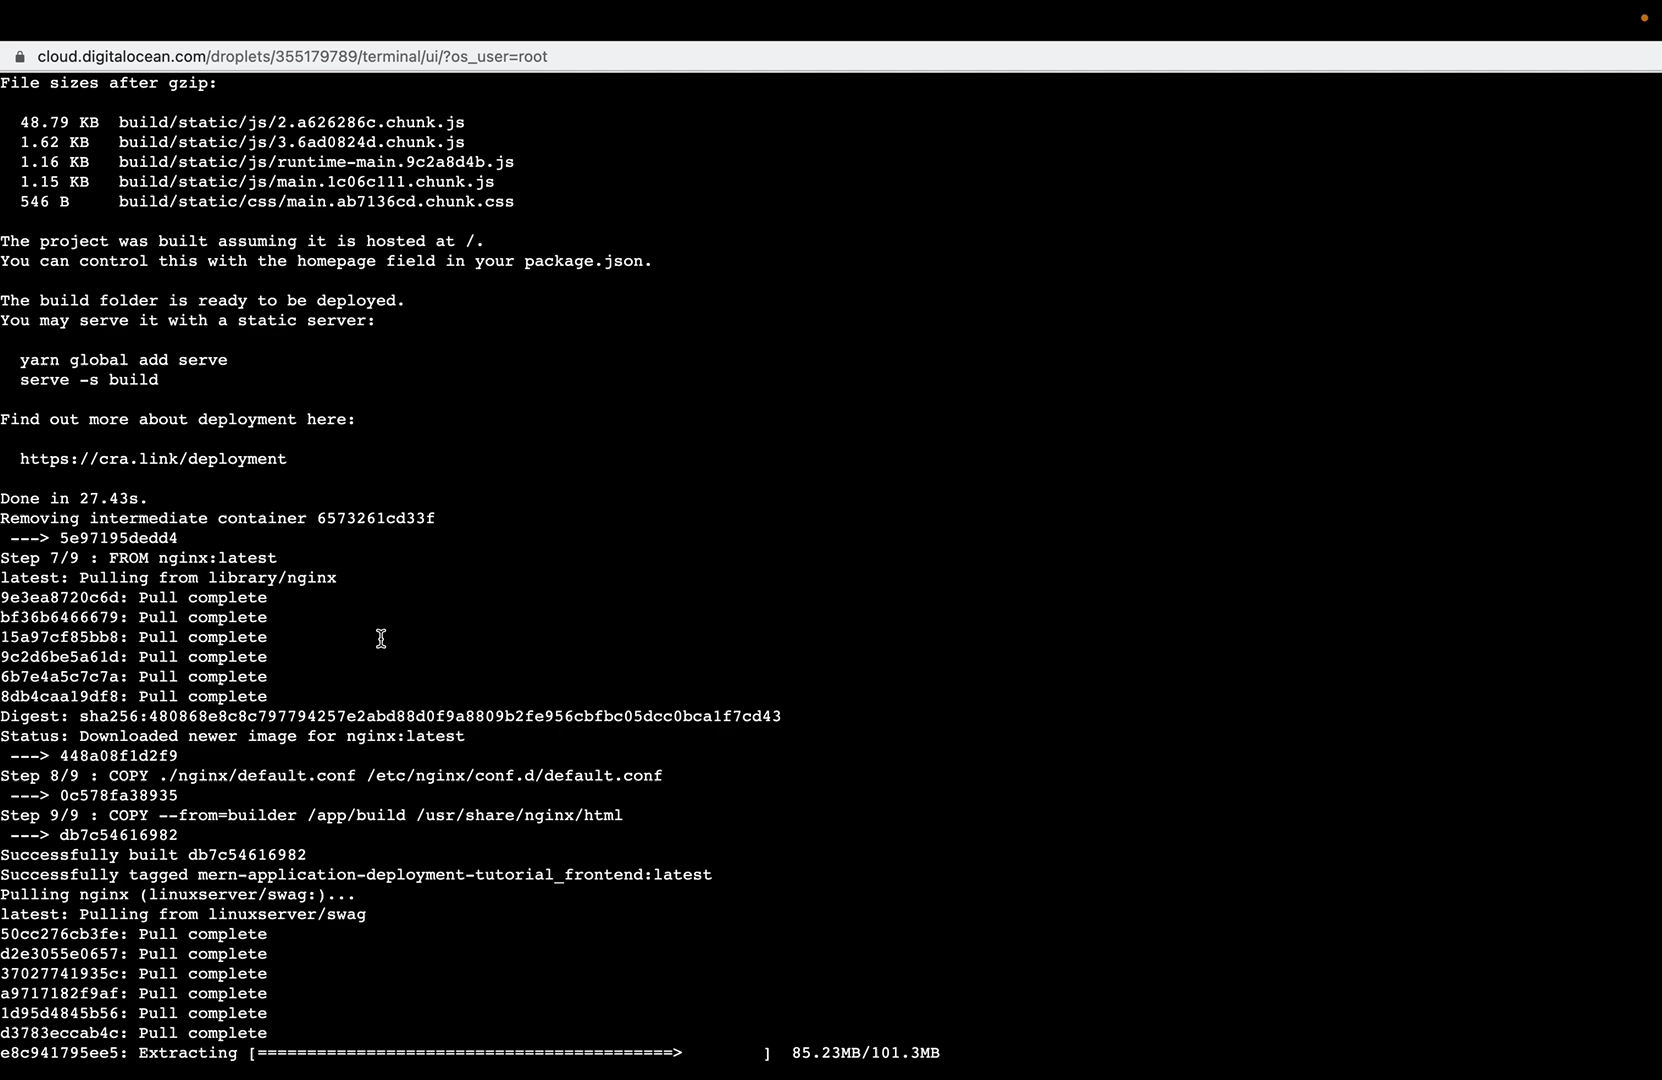 cloud.digitalocean.com/droplets/355179789/terminal/ui/?os_user=root
File sizes after gzip:
48.79 KB  build/static/js/2.a626286c.chunk.js
1.62 KB   build/static/js/3.6ad0824d.chunk.js
1.16 KB   build/static/js/runtime-main.9c2a8d4b.js
1.15 KB   build/static/js/main.1c06c111.chunk.js
546 B     build/static/css/main.ab7136cd.chunk.css
The project was built assuming it is hosted at /.
You can control this with the homepage field in your package.json.
The build folder is ready to be deployed.
You may serve it with a static server:
yarn global add serve
serve -s build
Find out more about deployment here:
https://cra.link/deployment
Done in 27.43s.
Removing intermediate container 6573261cd33f
---> 5e97195dedd4
Step 7/9 : FROM nginx:latest
latest: Pulling from library/nginx
9e3ea8720c6d: Pull complete
bf36b6466679: Pull complete
15a97cf85bb8: Pull complete
9c2d6be5a61d: Pull complete
6b7e4a5c7c7a: Pull complete
8db4caa19df8: Pull complete
Digest: sha256:480868e8c8c797794257e2abd88d0f9a8809b2fe956cbfbc05dcc0bca1f7cd43
Status: Downloaded newer image for nginx:latest
---> 448a08f1d2f9
Step 8/9 : COPY ./nginx/default.conf /etc/nginx/conf.d/default.conf
---> 0c578fa38935
Step 9/9 : COPY --from=builder /app/build /usr/share/nginx/html
---> db7c54616982
Successfully built db7c54616982
Successfully tagged mern-application-deployment-tutorial_frontend:latest
Pulling nginx (linuxserver/swag:)...
latest: Pulling from linuxserver/swag
50cc276cb3fe: Pull complete
d2e3055e0657: Pull complete
37027741935c: Pull complete
a9717182f9af: Pull complete
1d95d4845b56: Pull complete
d3783eccab4c: Pull complete
e8c941795ee5: Extracting [==========================================>        ]  85.23MB/101.3MB